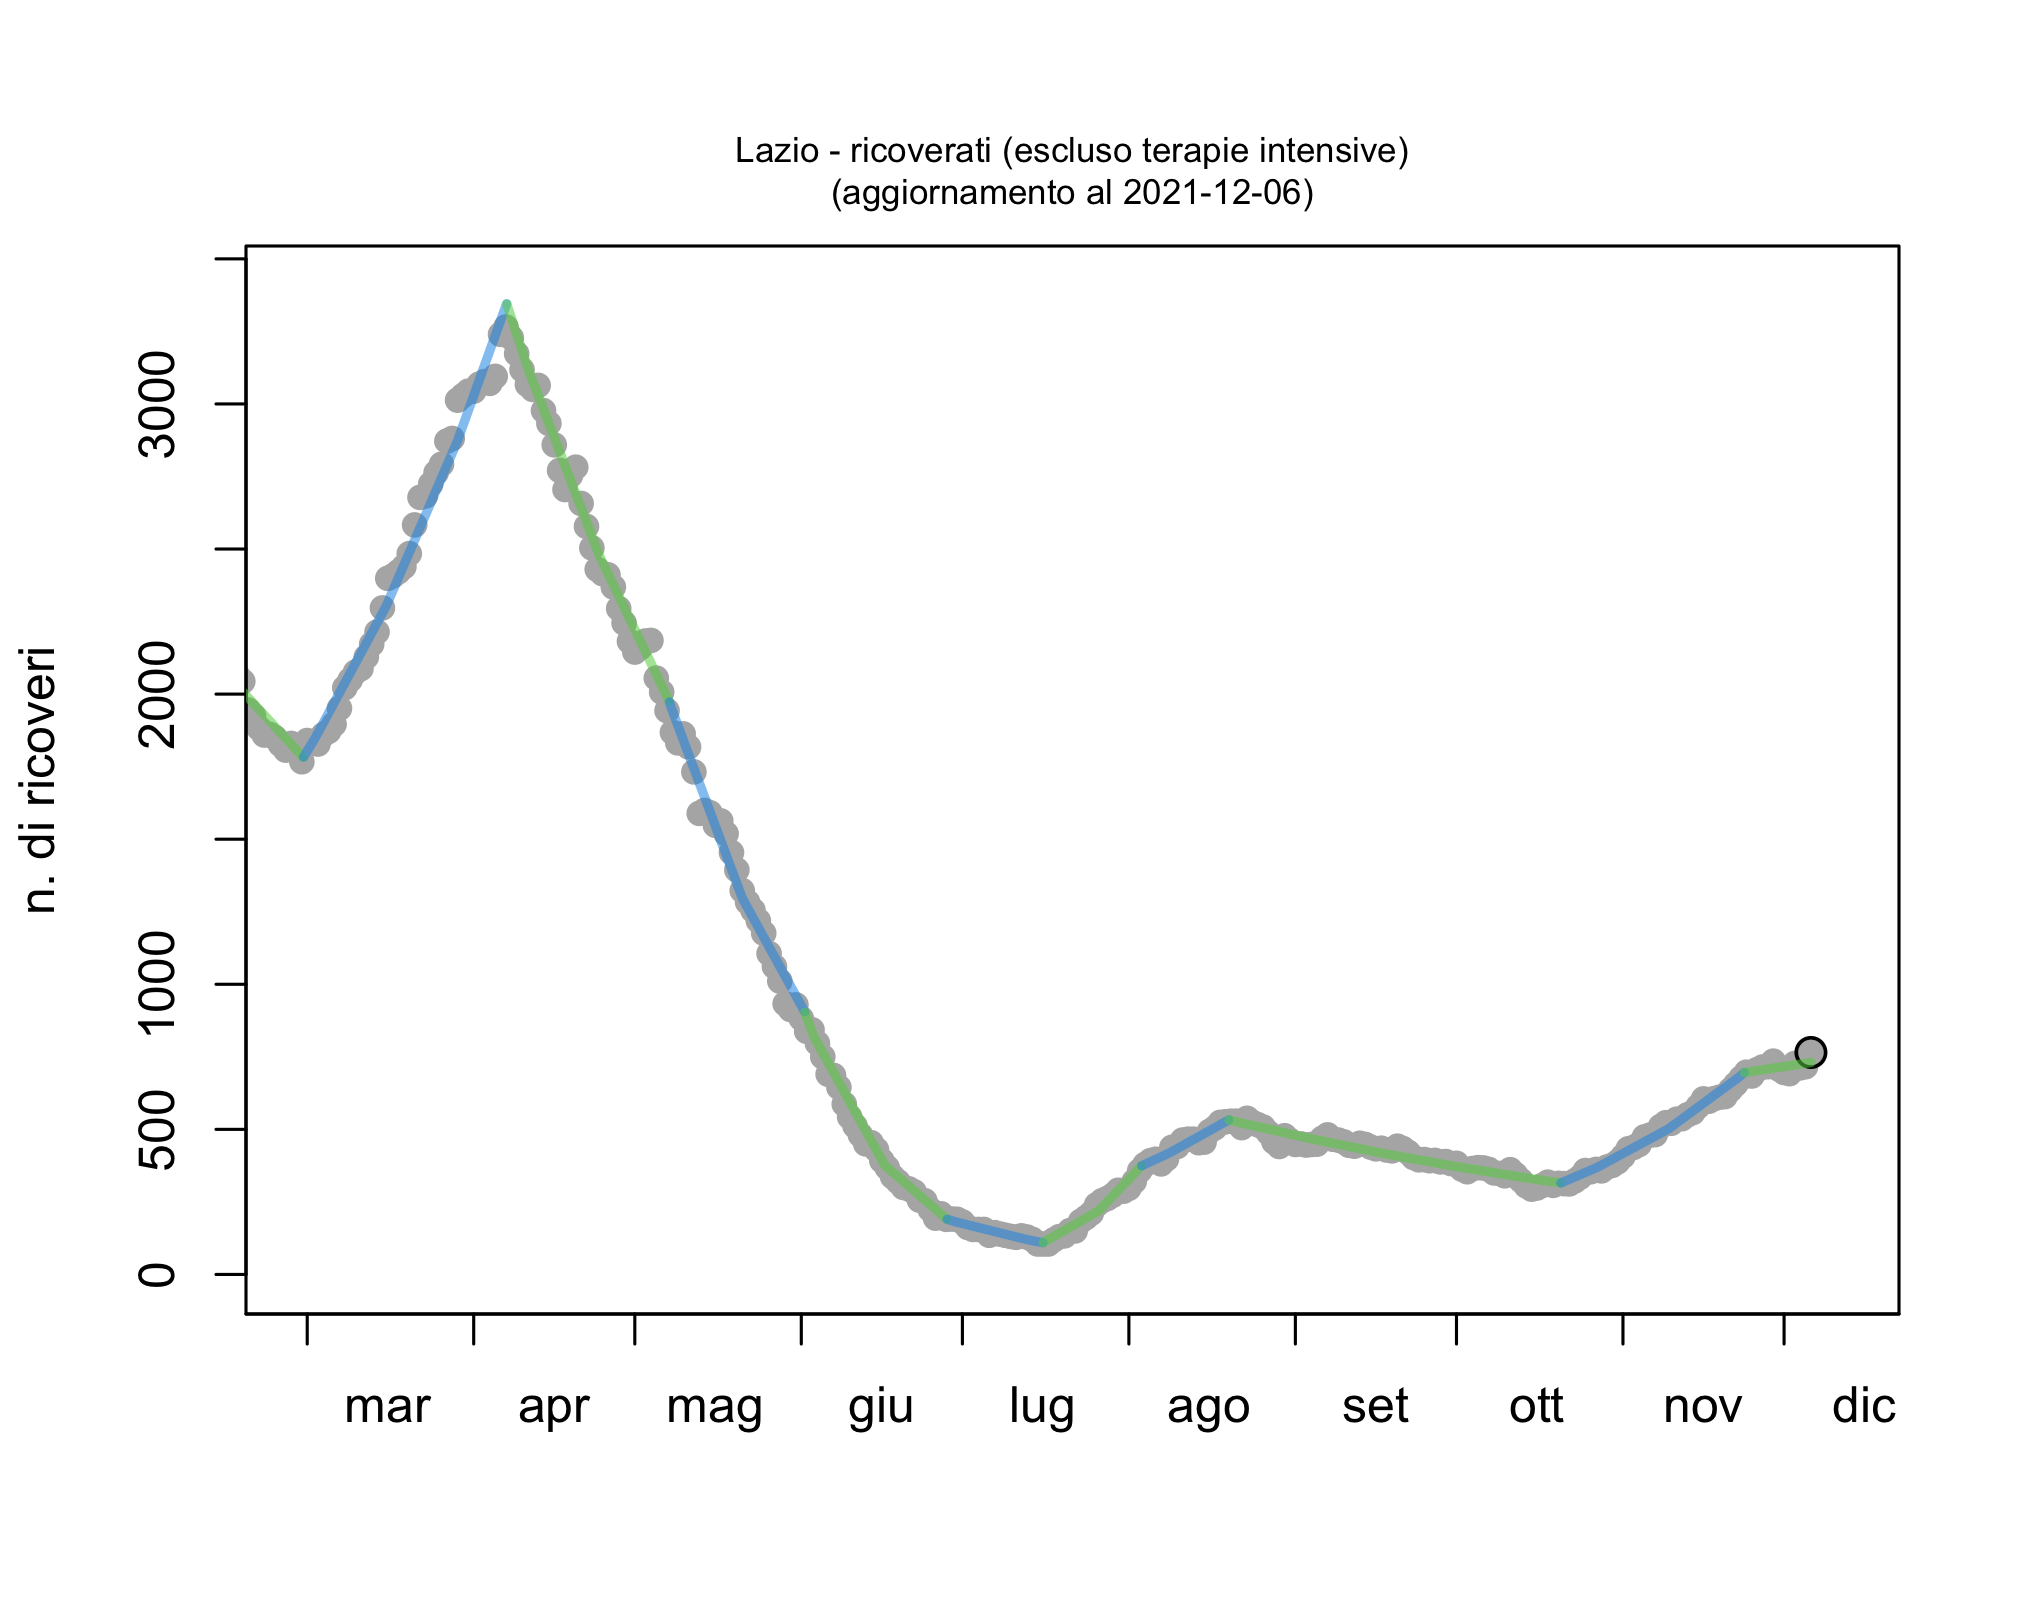 Lazio - ricoverati (escluso terapie intensive)
(aggiornamento al 2021-12-06)
n. di ricoveri
3000
2000
1000
500
0
mar apr mag giu lug ago set ott nov dic